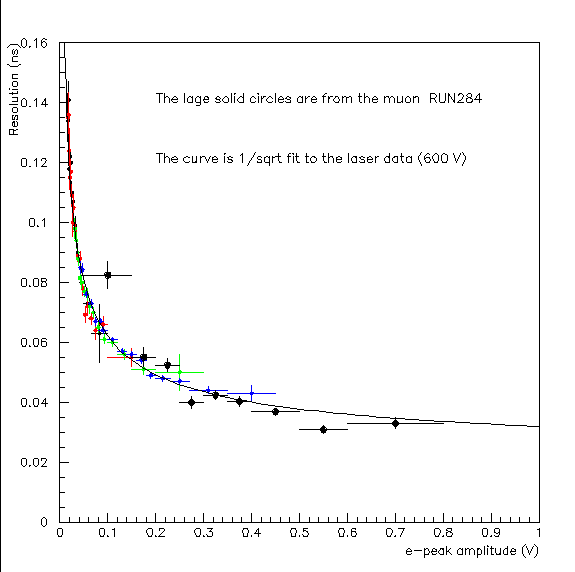 Resolution (ns)
0.16
0.14
0.12
0.1
0.08
0.06
0.04
0.02
0
The lage solid circles are from the muon RUN284
The curve is 1/sqrt fit to the laser data (600 V)
0 0.1 0.2 0.3 0.4 0.5 0.6 0.7 0.8 0.9 1
e-peak amplitude (V)